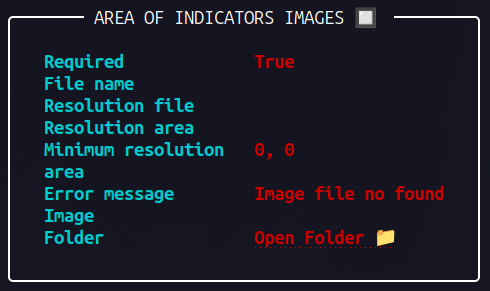 AREA OF INDICATORS IMAGES 🔲
Required True
File name
Resolution file
Resolution area
Minimum resolution 0, 0
area
Error message Image file no found
Image
Folder Open Folder 📁